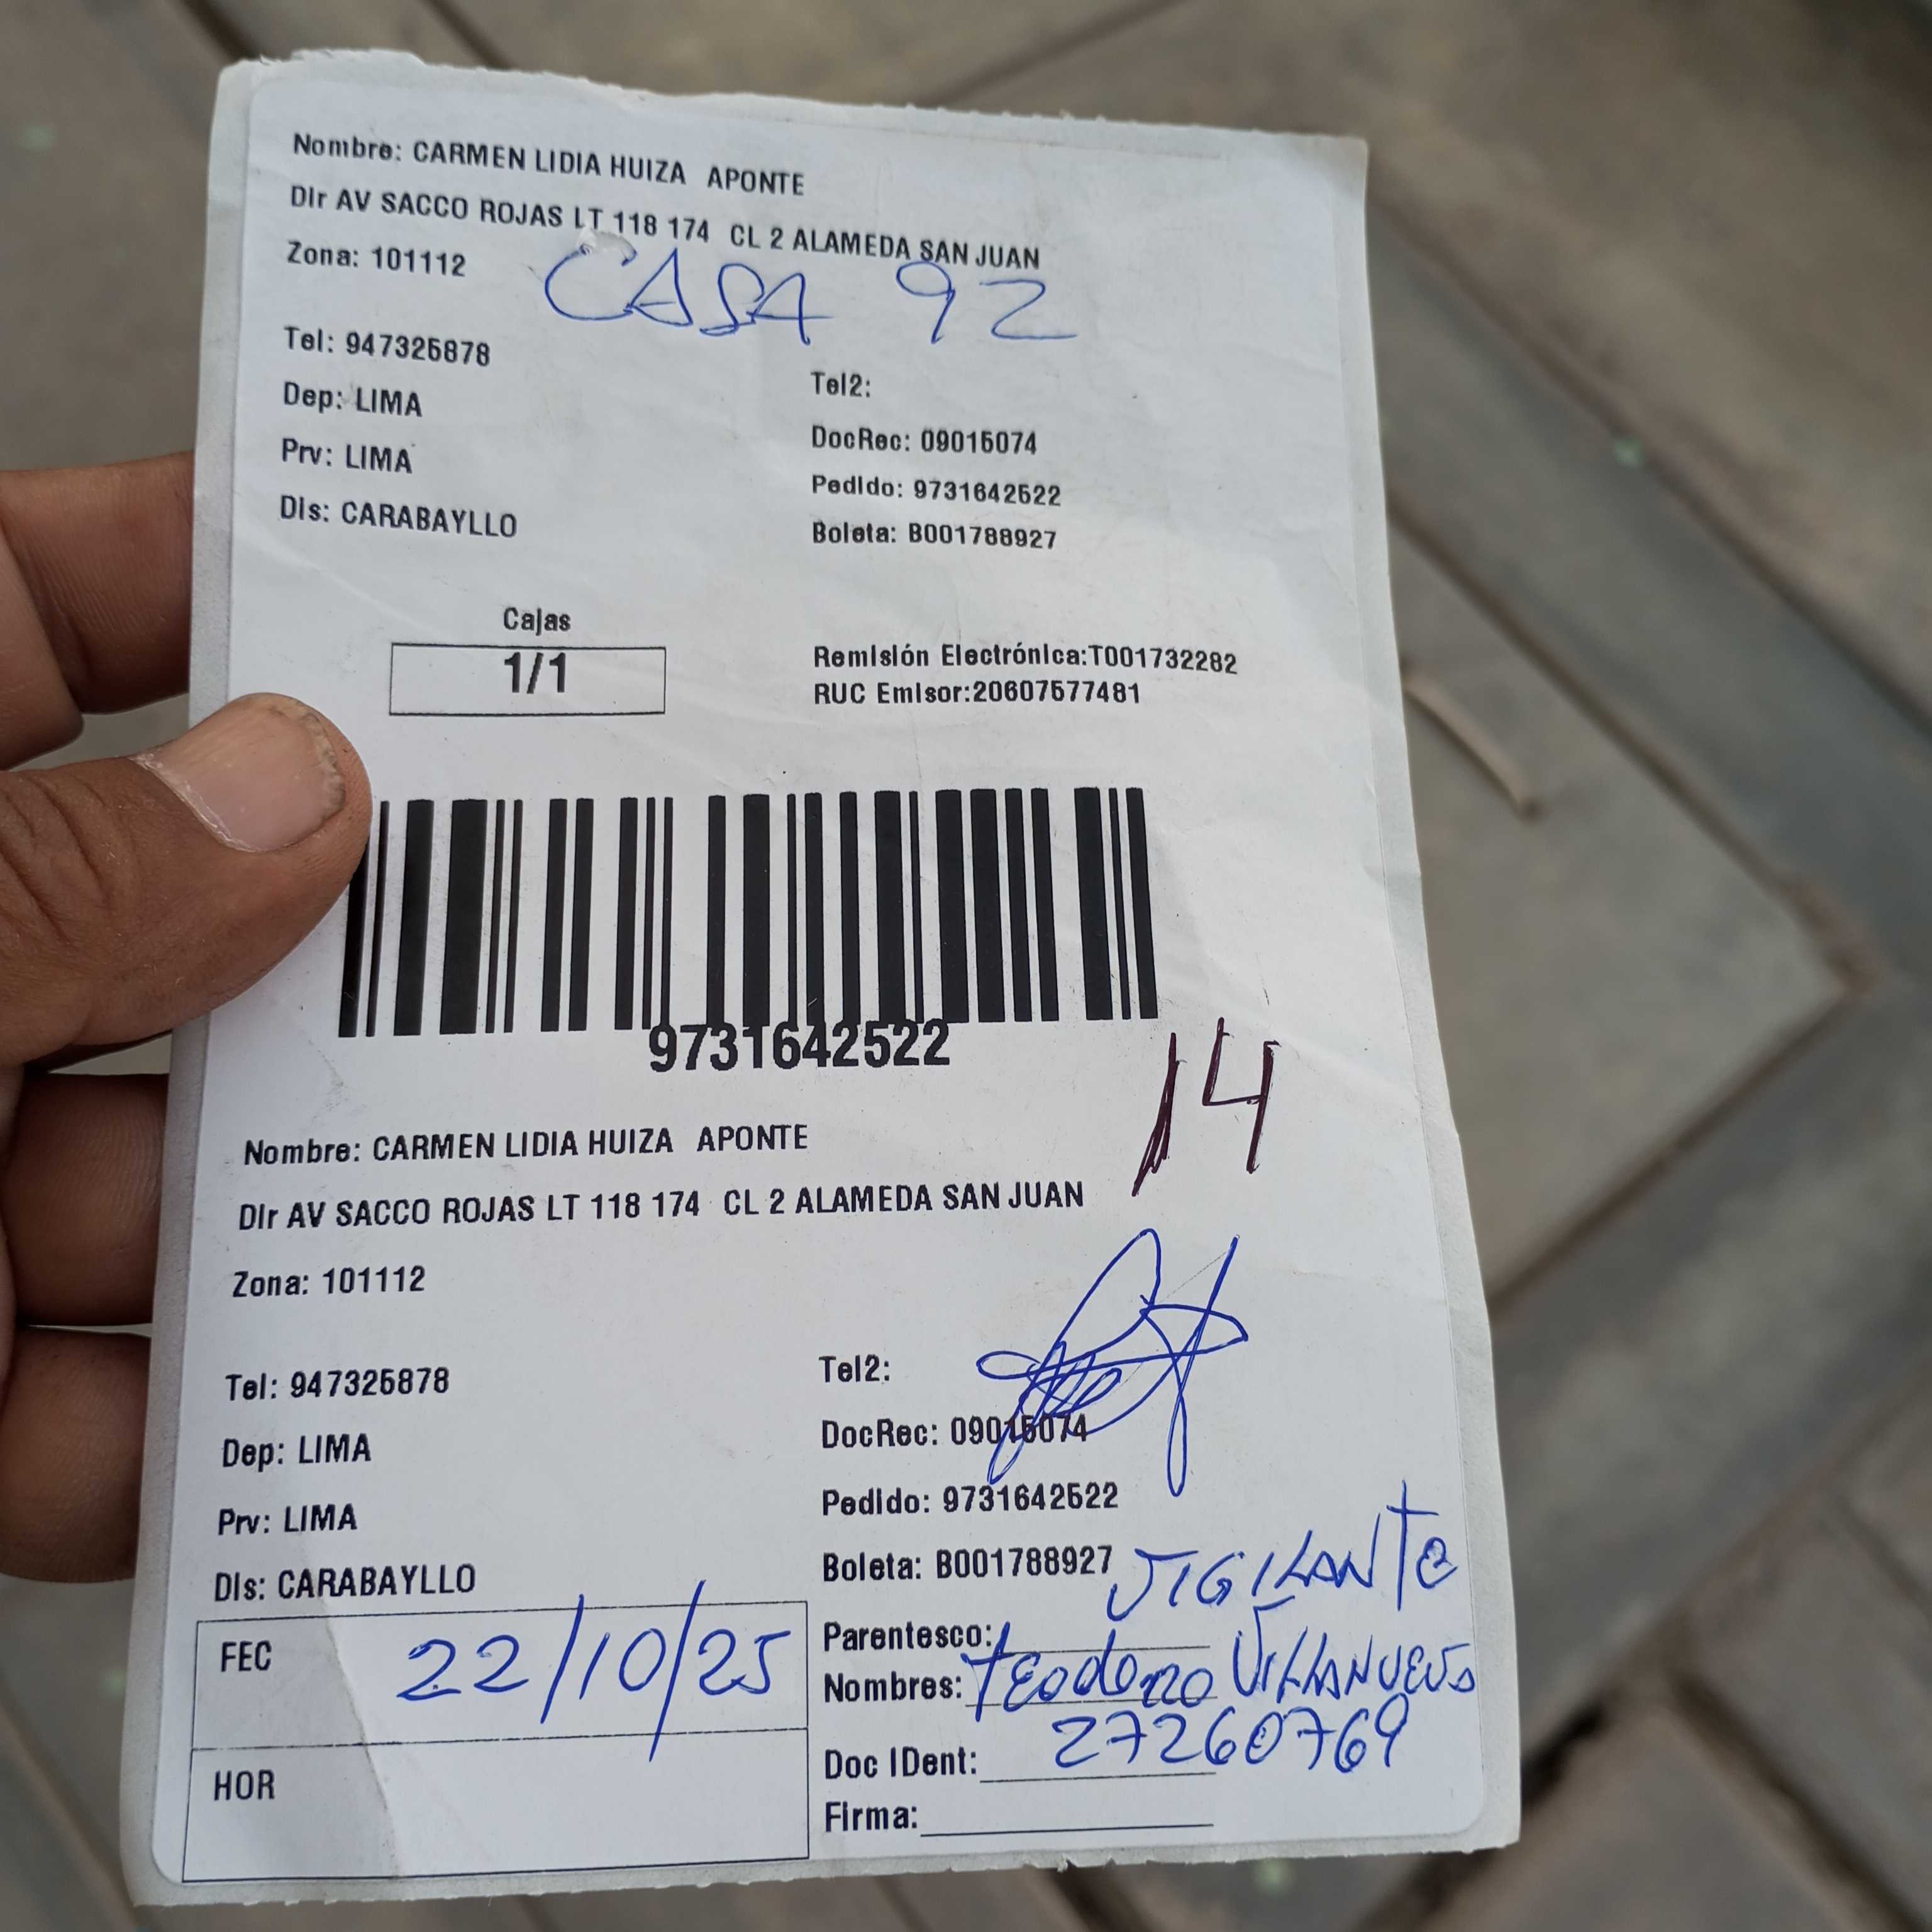 Nombre: CARMEN LIDIA HUIZA APONTE
Dir AV SACCO ROJAS LT 118 174 CL 2 ALAMEDA SAN JUAN
Zona: 101112
CASA 92
Tel: 947325878
Tel2:
Dep: LIMA
DocRec: 09015074
Prv: LIMA
Pedido: 9731642522
Dis: CARABAYLLO
Boleta: B001788927
Cajas
1/1
Remisión Electrónica:T001732282
RUC Emisor:20607577481
9731642522
14
Nombre: CARMEN LIDIA HUIZA APONTE
Dir AV SACCO ROJAS LT 118 174 CL 2 ALAMEDA SAN JUAN
Zona: 101112
Tel: 947325878
Tel2:
Dep: LIMA
DocRec: 09015074
Prv: LIMA
Pedido: 9731642522
Dis: CARABAYLLO
Boleta: B001788927
FEC 22/10/25
Parentesco: VIGILANTE
Nombres: Teodoro VILLANUEVA
HOR
Doc IDent: 27260769
Firma: